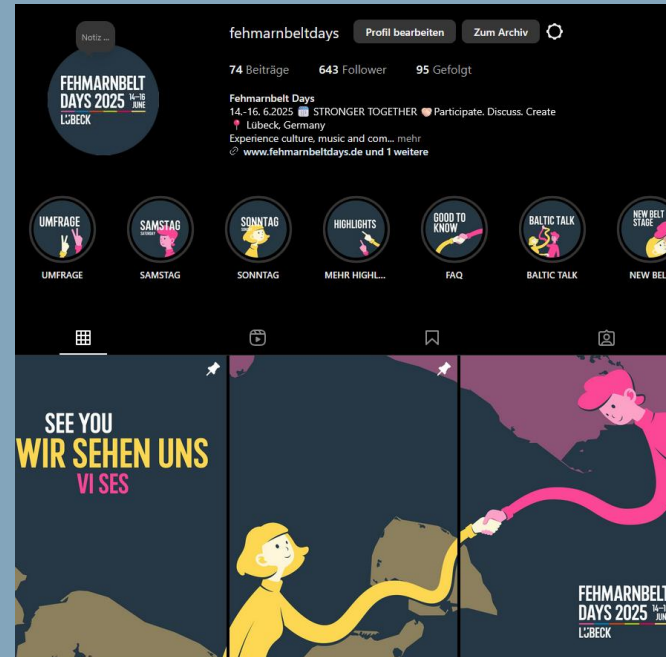 Notiz ...
FEHMARNBELT
DAYS 2025 14–16 JUNE
LÜBECK
fehmarnbeltdays Profil bearbeiten Zum Archiv
74 Beiträge 643 Follower 95 Gefolgt
Fehmarnbelt Days
14.-16. 6.2025 STRONGER TOGETHER Participate. Discuss. Create
Lübeck, Germany
Experience culture, music and com... mehr
www.fehmarnbeltdays.de und 1 weitere
UMFRAGE
SAMSTAG
SATURDAY
SONNTAG
HIGHLIGHTS
GOOD TO
KNOW
BALTIC TALK
NEW BELT
STAGE
UMFRAGE SAMSTAG SONNTAG MEHR HIGHL... FAQ BALTIC TALK NEW BEL
SEE YOU
WIR SEHEN UNS
VI SES
FEHMARNBELT
DAYS 2025 14–1 JUN
LÜBECK